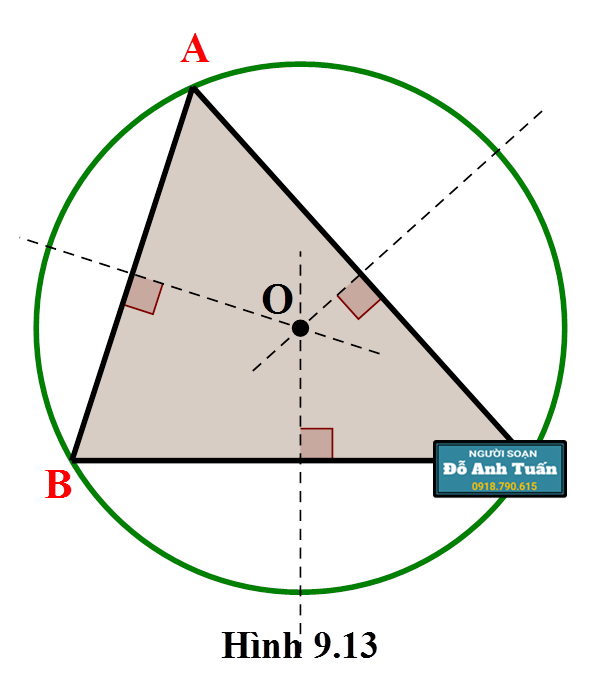 A
O
B
NGƯỜI SOẠN
Đỗ Anh Tuấn
0918.790.615
Hình 9.13